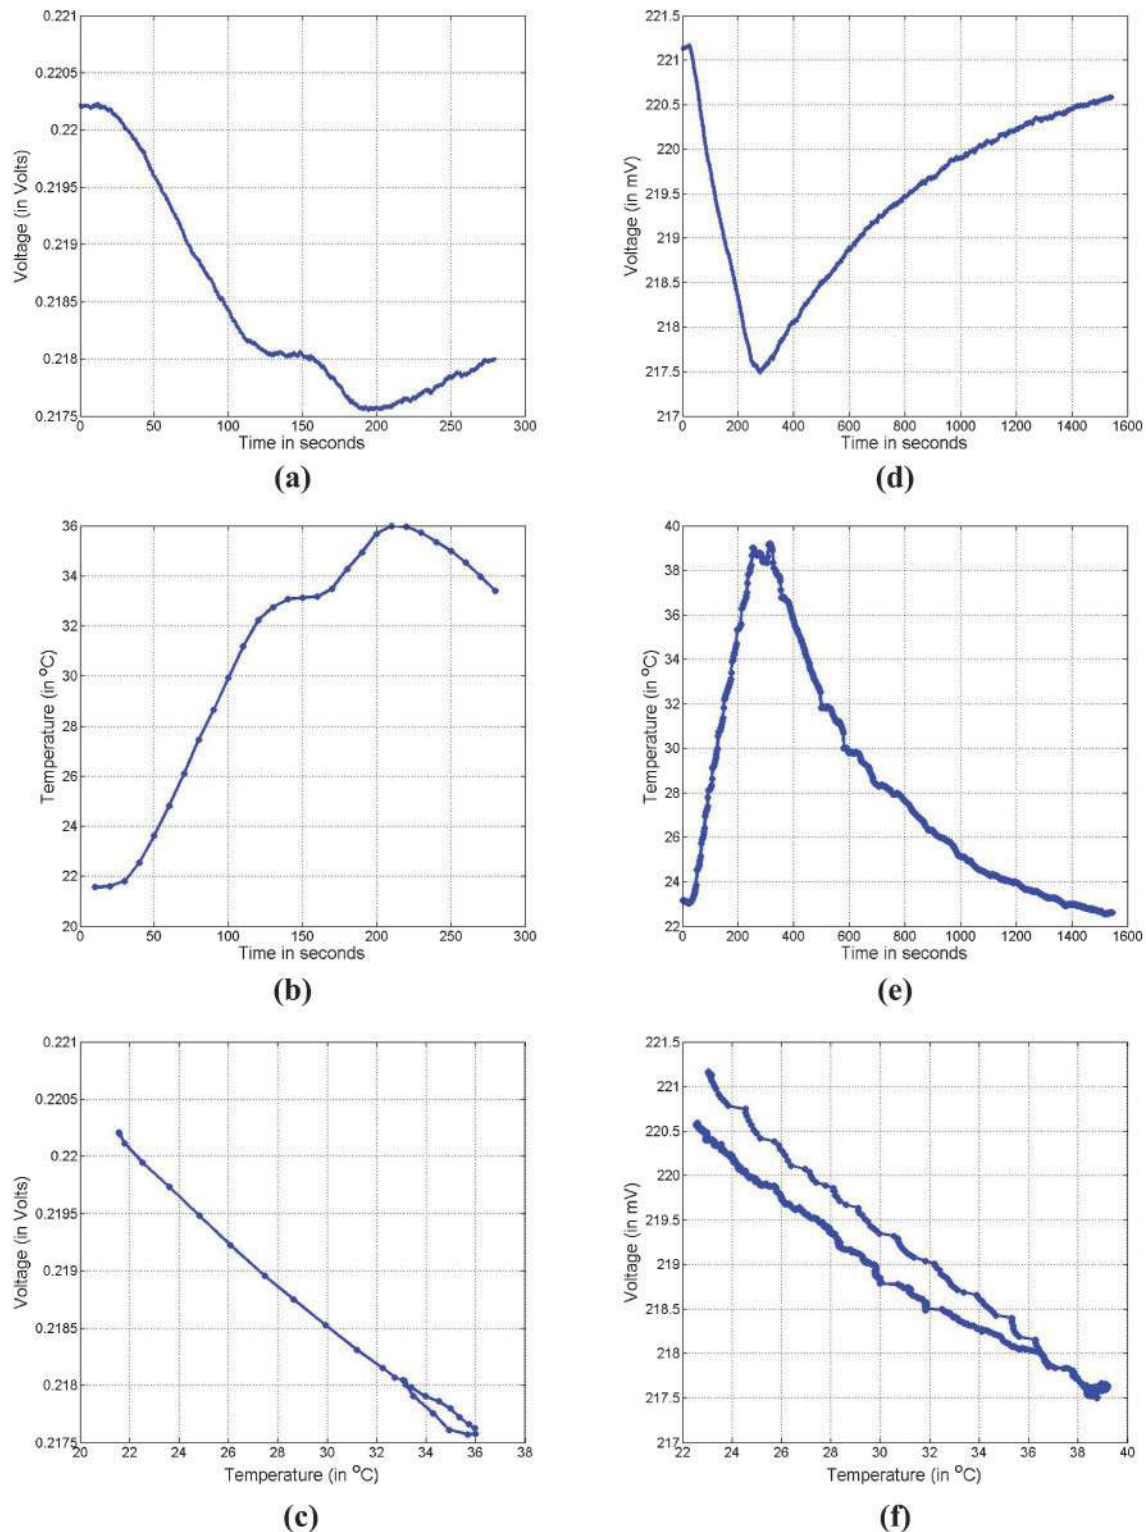 0.221
0.2205
0.22
0.2195
0.219
0.2185
0.218
0.2175
0 50 100 150 200 250 300
Voltage (in Volts)
Time in seconds
(a)
221.5
221
220.5
220
219.5
219
218.5
218
217.5
217
0 200 400 600 800 1000 1200 1400 1600
Voltage (in mV)
Time in seconds
(d)
36
34
32
30
28
26
24
22
20
0 50 100 150 200 250 300
Temperature (in °C)
Time in seconds
(b)
40
38
36
34
32
30
28
26
24
22
0 200 400 600 800 1000 1200 1400 1600
Temperature (in °C)
Time in seconds
(e)
0.221
0.2205
0.22
0.2195
0.219
0.2185
0.218
0.2175
20 22 24 26 28 30 32 34 36 38
Voltage (in Volts)
Temperature (in °C)
(c)
221.5
221
220.5
220
219.5
219
218.5
218
217.5
217
22 24 26 28 30 32 34 36 38 40
Voltage (in mV)
Temperature (in °C)
(f)